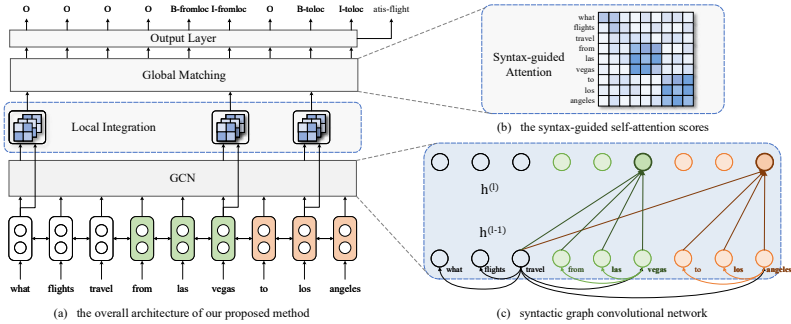 O O O O B-fromloc I-fromloc O B-toloc I-toloc atis-flight
Output Layer
Global Matching
Local Integration
GCN
what flights travel from las vegas to los angeles
(a) the overall architecture of our proposed method
Syntax-guided
Attention
what
flights
travel
from
las
vegas
to
los
angeles
(b) the syntax-guided self-attention scores
h(l)
h(l-1)
what flights travel from las vegas to los angeles
(c) syntactic graph convolutional network